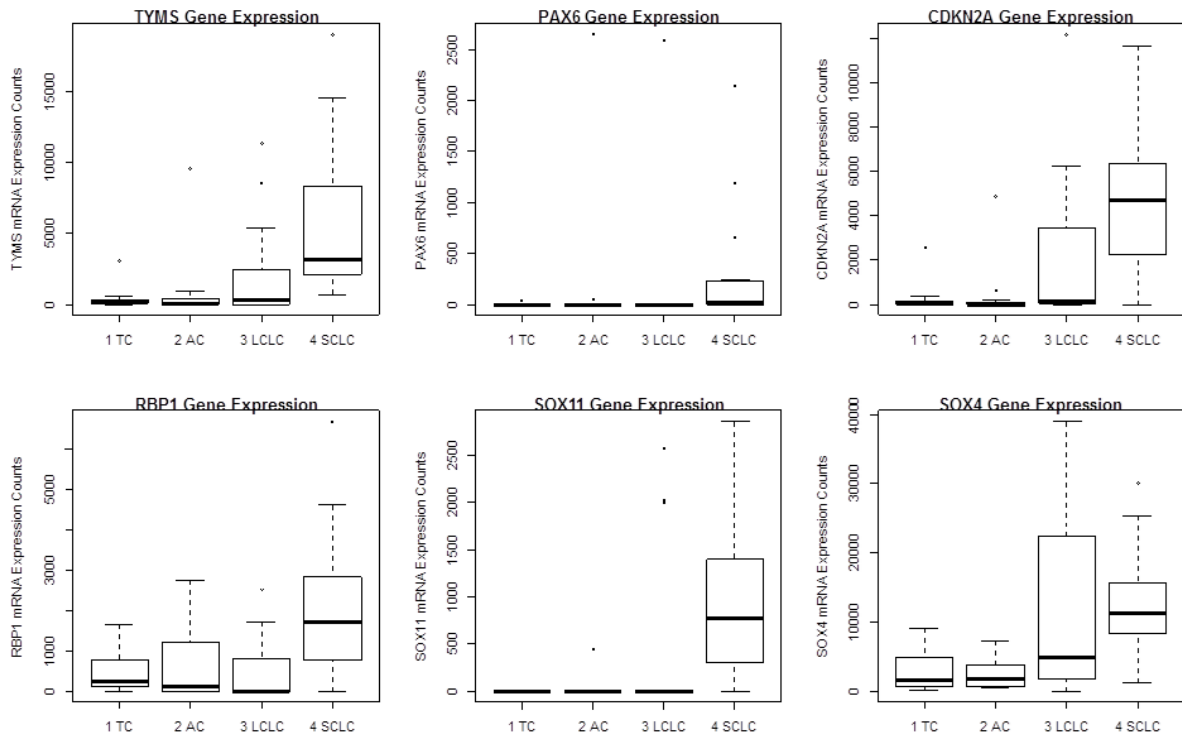 TYMS Gene Expression
TYMS mRNA Expression Counts
0
5000
10000
15000
1 TC 2 AC 3 LCLC 4 SCLC
PAX6 Gene Expression
PAX6 mRNA Expression Counts
0
500
1000
1500
2000
2500
1 TC 2 AC 3 LCLC 4 SCLC
CDKN2A Gene Expression
CDKN2A mRNA Expression Counts
0
2000
4000
6000
8000
10000
1 TC 2 AC 3 LCLC 4 SCLC
RBP1 Gene Expression
RBP1 mRNA Expression Counts
0
1000
3000
5000
1 TC 2 AC 3 LCLC 4 SCLC
SOX11 Gene Expression
SOX11 mRNA Expression Counts
0
500
1000
1500
2000
2500
1 TC 2 AC 3 LCLC 4 SCLC
SOX4 Gene Expression
SOX4 mRNA Expression Counts
0
10000
20000
30000
40000
1 TC 2 AC 3 LCLC 4 SCLC